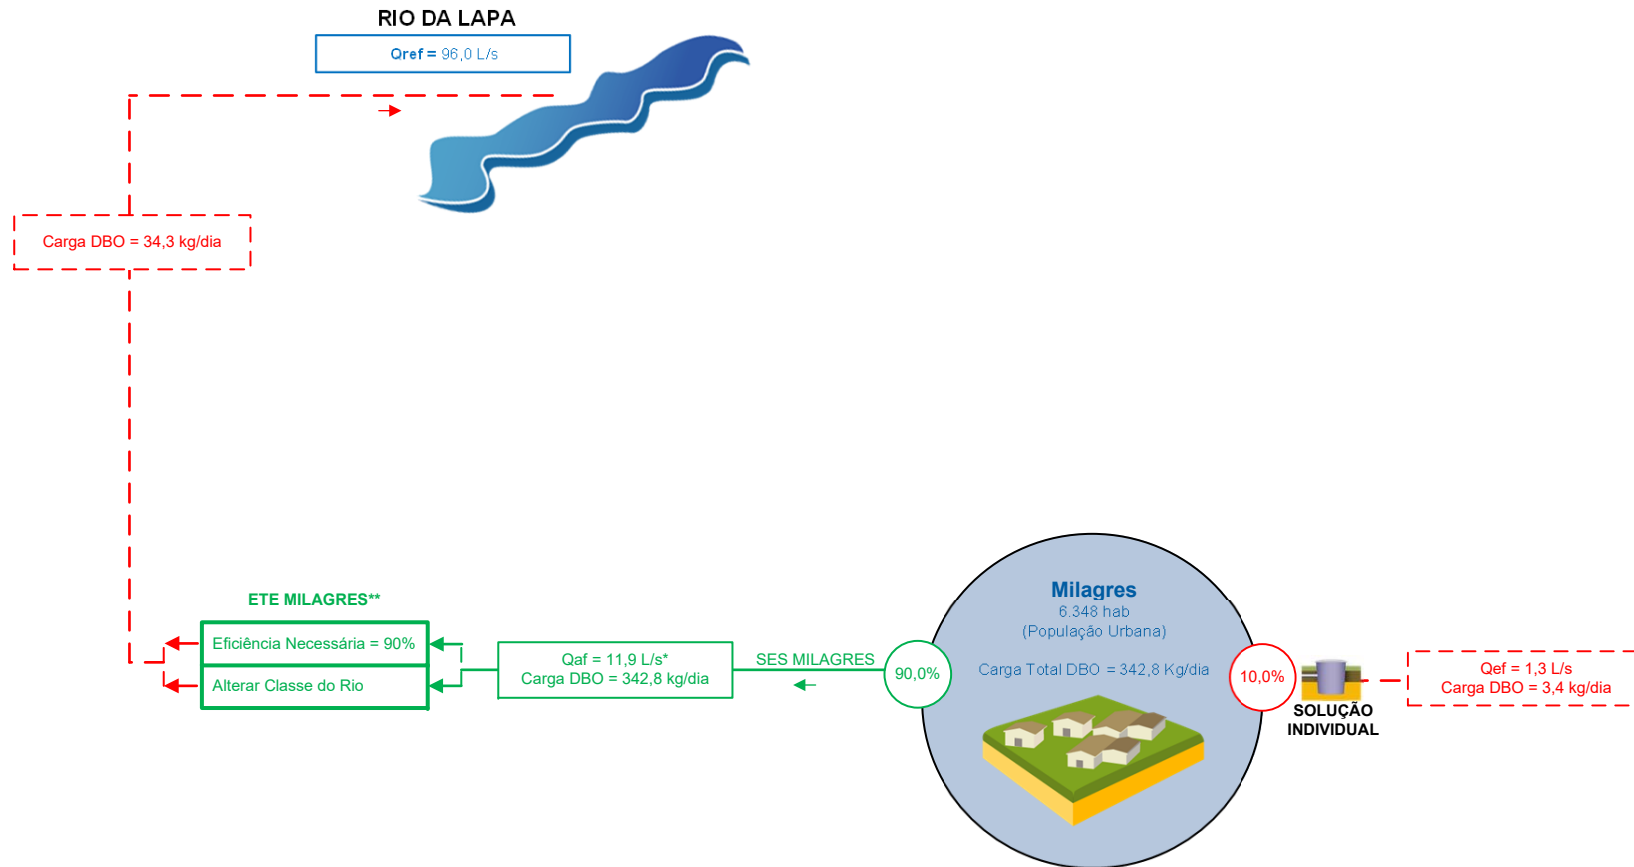 RIO DA LAPA
Qref = 96,0 L/s
Carga DBO = 34,3 kg/dia
ETE MILAGRES**
Eficiência Necessária = 90%
Alterar Classe do Rio
Qaf = 11,9 L/s*
Carga DBO = 342,8 kg/dia
SES MILAGRES
90,0%
Milagres
6.348 hab
(População Urbana)
Carga Total DBO = 342,8 Kg/dia
10,0%
SOLUÇÃO
INDIVIDUAL
Qef = 1,3 L/s
Carga DBO = 3,4 kg/dia